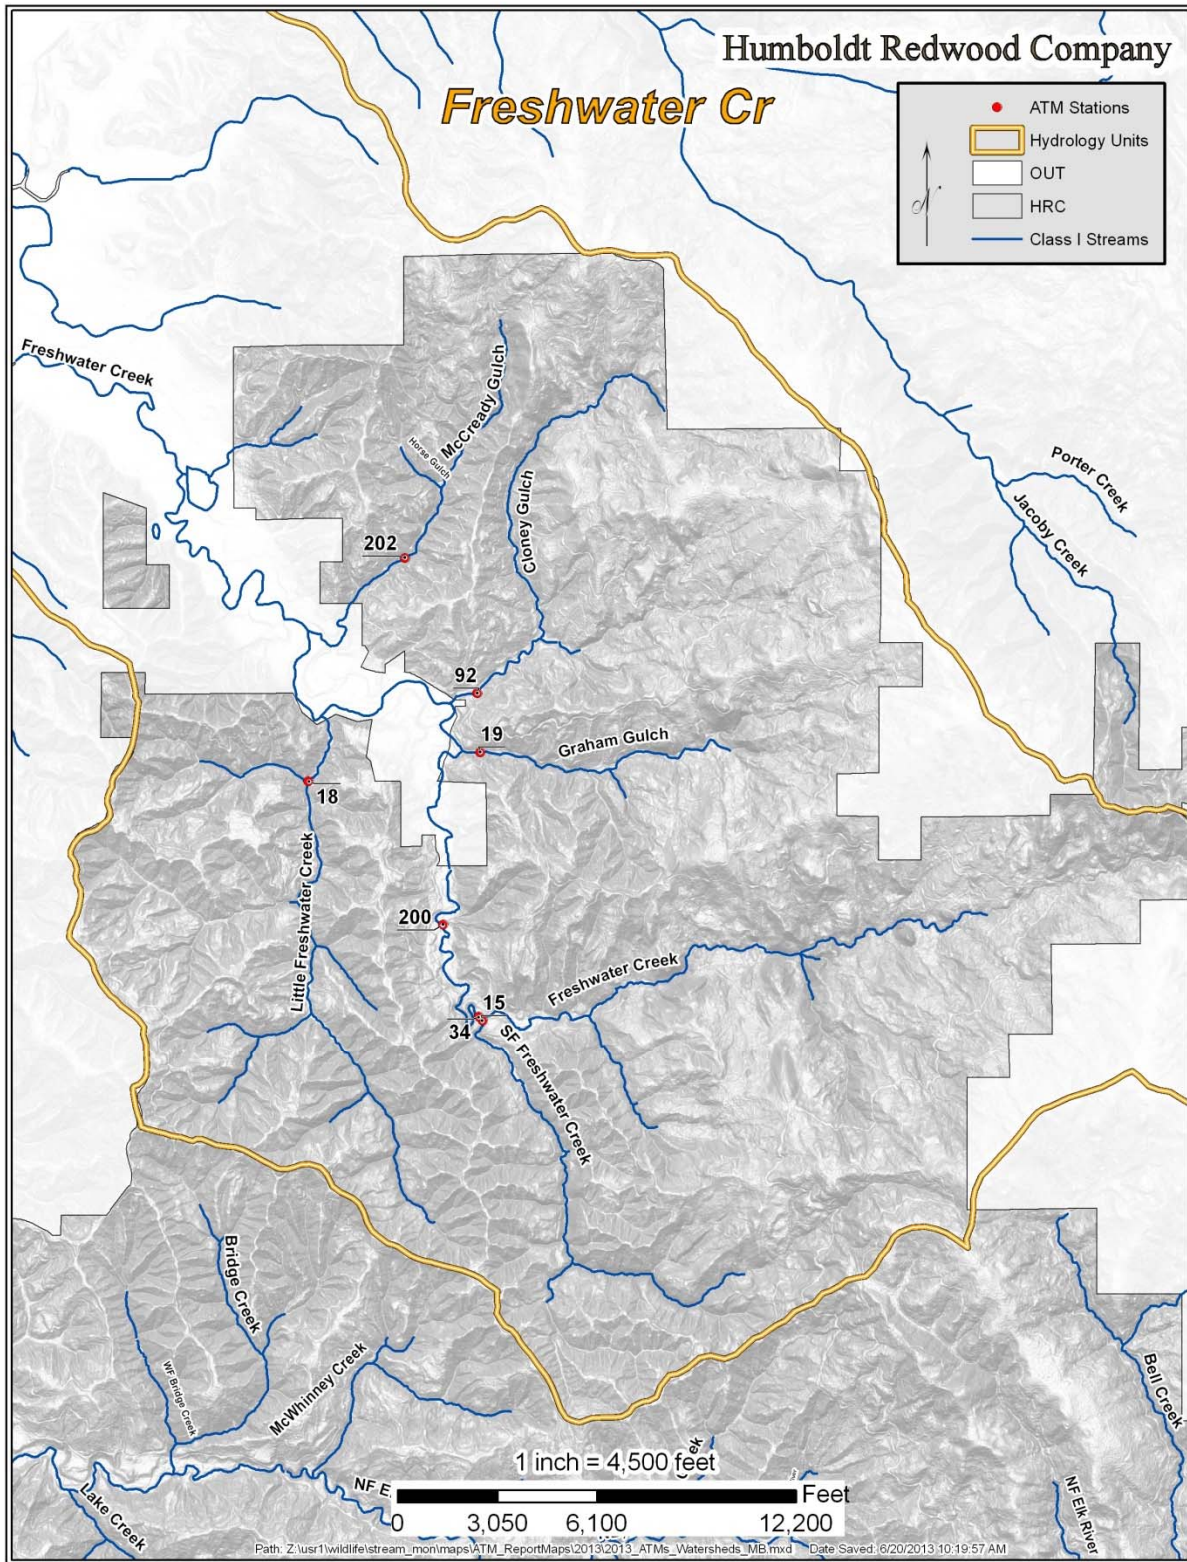 Humboldt Redwood Company
Freshwater Cr
ATM Stations
Hydrology Units
OUT
HRC
Class I Streams
Freshwater Creek
McCready Gulch
Horse Gulch
Cloney Gulch
Porter Creek
Jacoby Creek
202
92
19
Graham Gulch
18
Little Freshwater Creek
200
Freshwater Creek
15
34
SF Freshwater Creek
Bridge Creek
WF Bridge Creek
McWhinney Creek
Bell Creek
Lake Creek
NF E
NF Elk River
1 inch = 4,500 feet
Feet
0 3,050 6,100 12,200
Path: Z:\usr1\wildlife\stream_mon\maps\ATM_ReportMaps\2013\2013_ATMs_Watersheds_MB.mxd Date Saved: 6/20/2013 10:19:57 AM